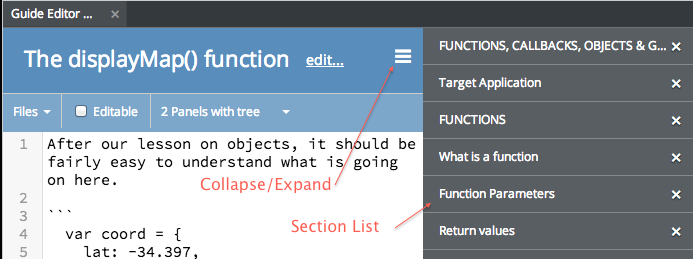 Guide Editor ... ×
The displayMap() function edit...
Files Editable 2 Panels with tree
1 After our lesson on objects, it should be
fairly easy to understand what is going
on here.
2
3 ```
4 var coord = {
5 lat: -34.397,
Collapse/Expand
Section List
FUNCTIONS, CALLBACKS, OBJECTS & G... ×
Target Application ×
FUNCTIONS ×
What is a function ×
Function Parameters ×
Return values ×